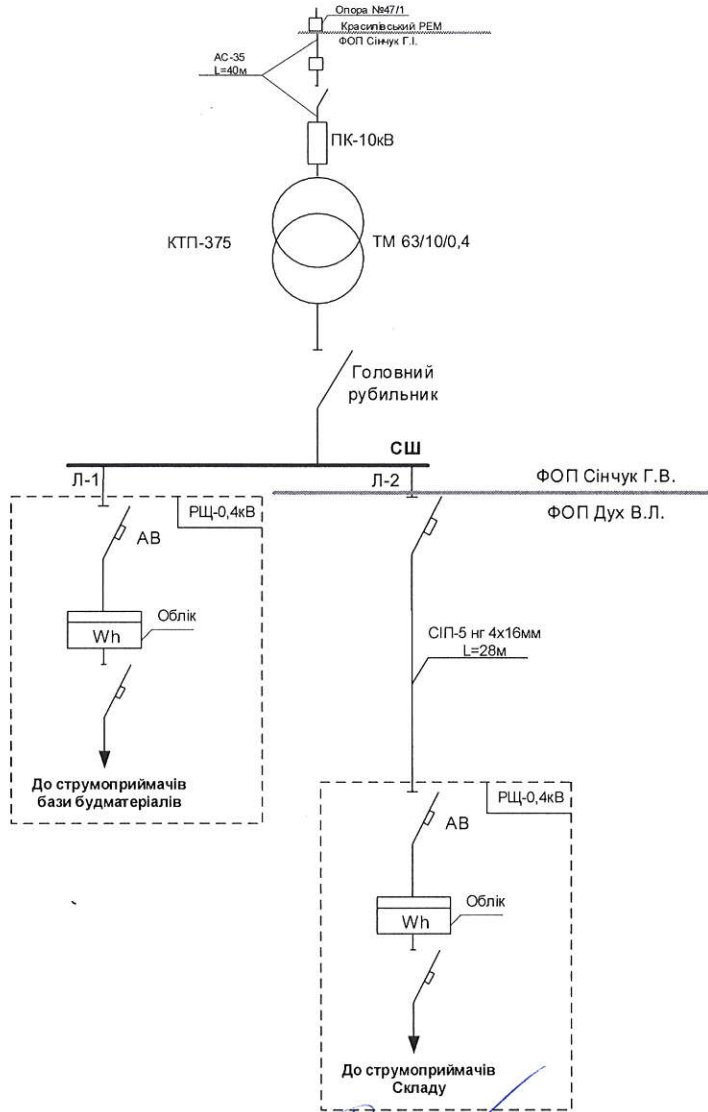 Опора №47/1
Красилівський РЕМ
ФОП Сінчук Г.І.
АС-35
L=40м
ПК-10кВ
КТП-375
ТМ 63/10/0,4
Головний
рубильник
СШ
Л-1
Л-2
ФОП Сінчук Г.В.
ФОП Дух В.Л.
РЩ-0,4кВ
АВ
Облік
Wh
СІП-5 нг 4х16мм
L=28м
До струмоприймачів
бази будматеріалів
РЩ-0,4кВ
АВ
Облік
Wh
До струмоприймачів
Складу